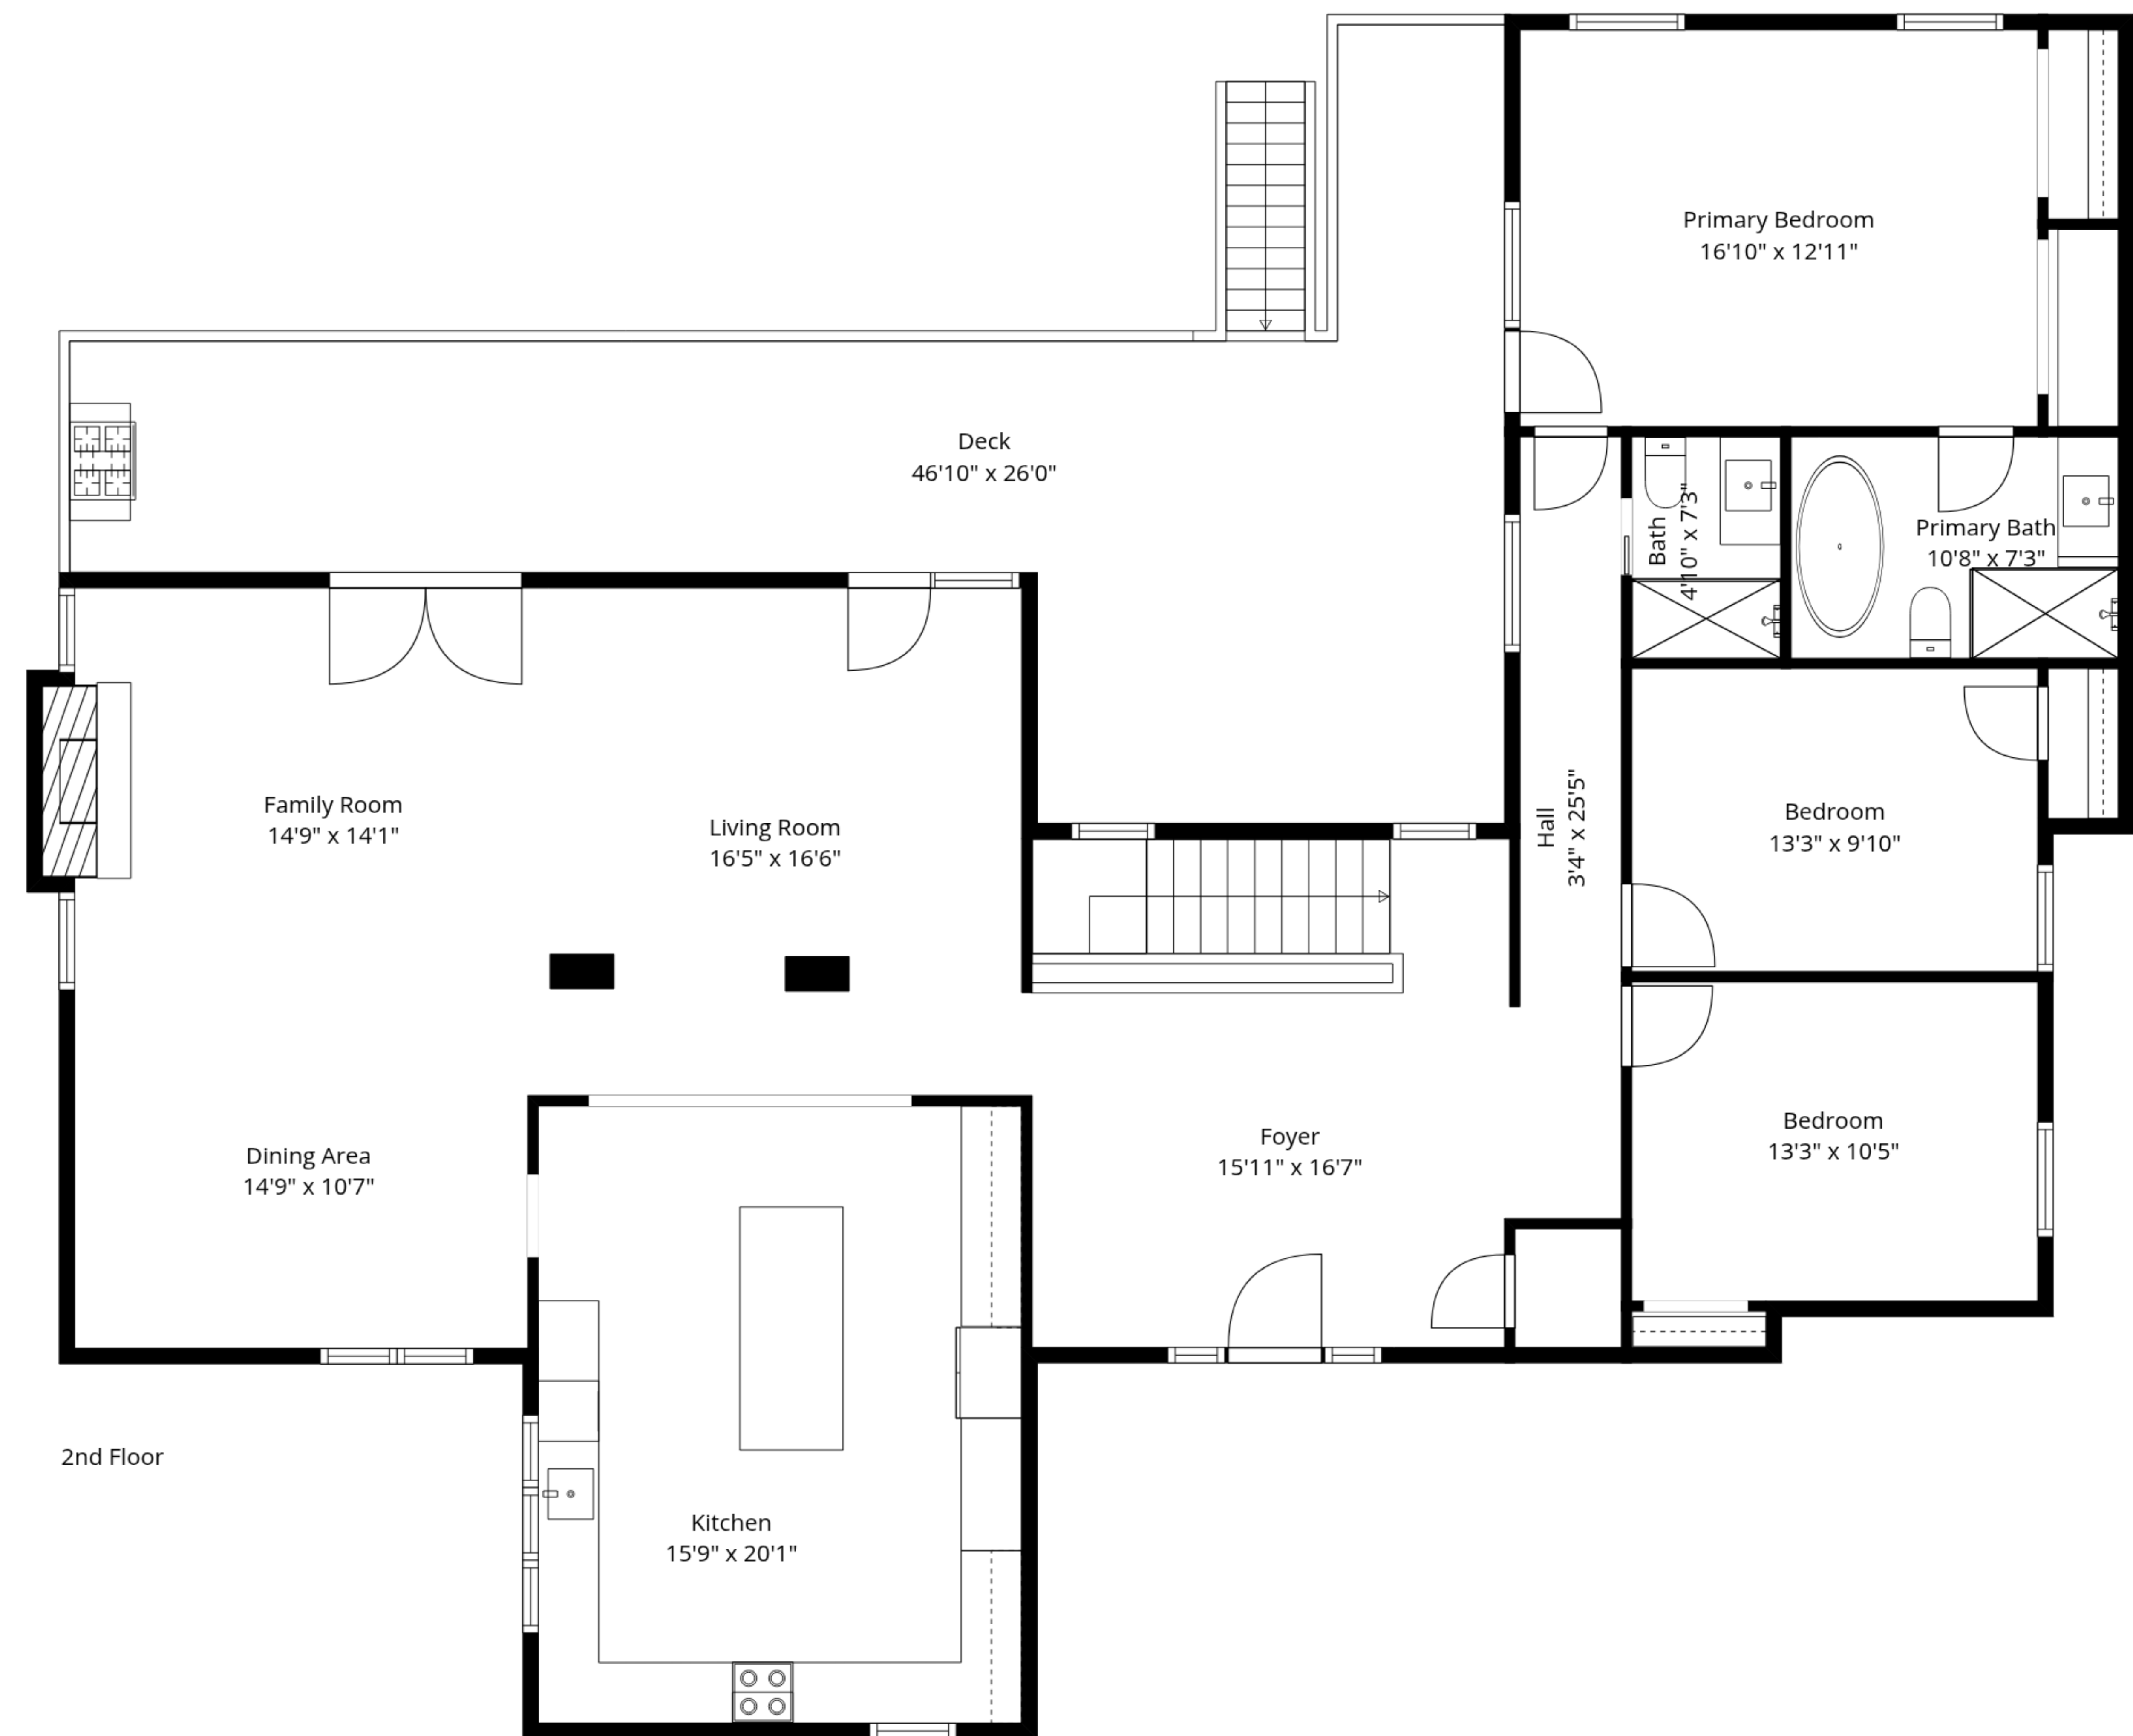 Primary Bedroom
16'10" x 12'11"
Deck
46'10" x 26'0"
Bath
4'10" x 7'3"
Primary Bath
10'8" x 7'3"
Family Room
14'9" x 14'1"
Living Room
16'5" x 16'6"
Hall
3'4" x 25'5"
Bedroom
13'3" x 9'10"
Dining Area
14'9" x 10'7"
Foyer
15'11" x 16'7"
Bedroom
13'3" x 10'5"
2nd Floor
Kitchen
15'9" x 20'1"